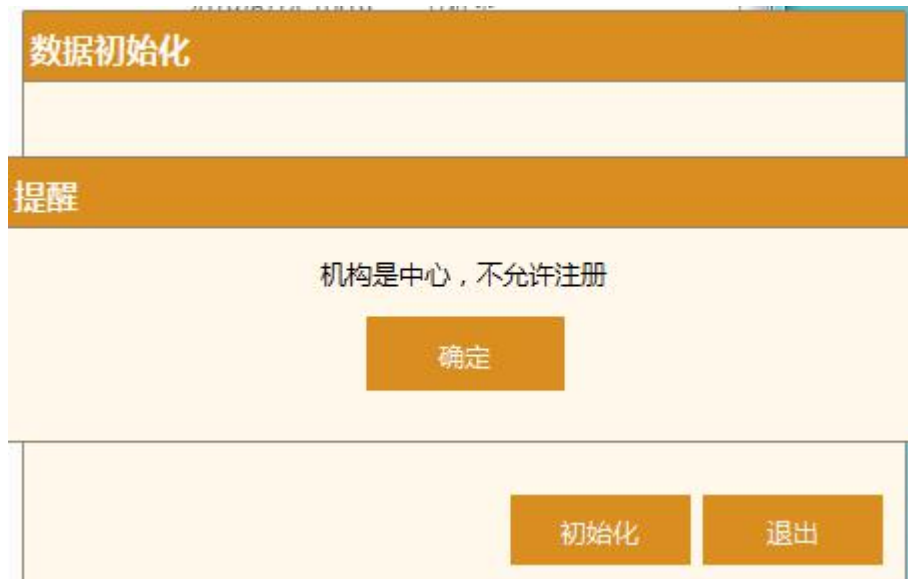 数据初始化
提醒
机构是中心，不允许注册
确定
初始化
退出